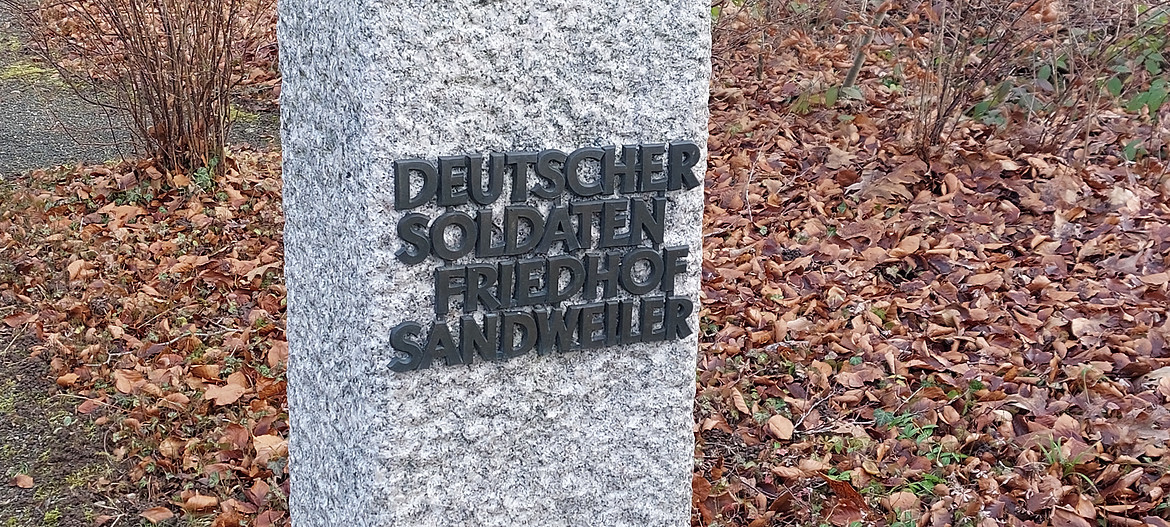 DEUTSCHER
SOLDATEN
FRIEDHOF
SANDWEILER